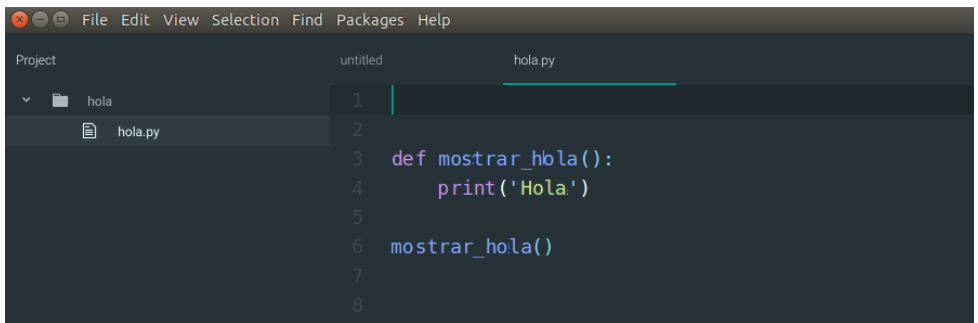 File Edit View Selection Find Packages Help
Project
untitled
hola.py
hola
hola.py
1
2
3 def mostrar_hola():
4 print('Hola')
5
6 mostrar_hola()
7
8